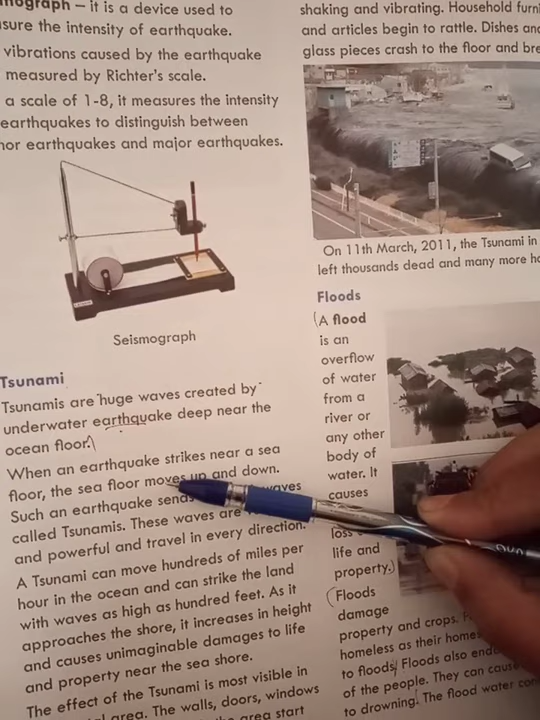 — it is a device used to
the intensity of earthquake.
vibrations caused by the earthquake
measured by Richter's scale.
a scale of 1-8, it measures the intensity
earthquakes to distinguish between
earthquakes and major earthquakes.
Seismograph
Tsunami
Tsunamis are huge waves created by
underwater earthquake deep near the
ocean floor.
When an earthquake strikes near a sea
floor, the sea floor moves up and down.
Such an earthquake waves
called Tsunamis. These waves are
and powerful and travel in every direction.
A Tsunami can move hundreds of miles per
hour in the ocean and can strike the land
with waves as high as hundred feet. As it
approaches the shore, it increases in height
and causes unimaginable damages to life
and property near the sea shore.
The effect of the Tsunami is most visible in
area. The walls, doors, windows
area start
shaking and vibrating. Household
and articles begin to rattle. Dishes
glass pieces crash to the floor and
On 11th March, 2011, the Tsunami in
left thousands dead and many more
Floods
(A flood
is an
overflow
of water
from a
river or
any other
body of
water. It
causes
loss
life and
property.)
(Floods
damage
property and crops.
homeless as their
to floods. Floods also
of the people. They can cause
to drowning. The flood water